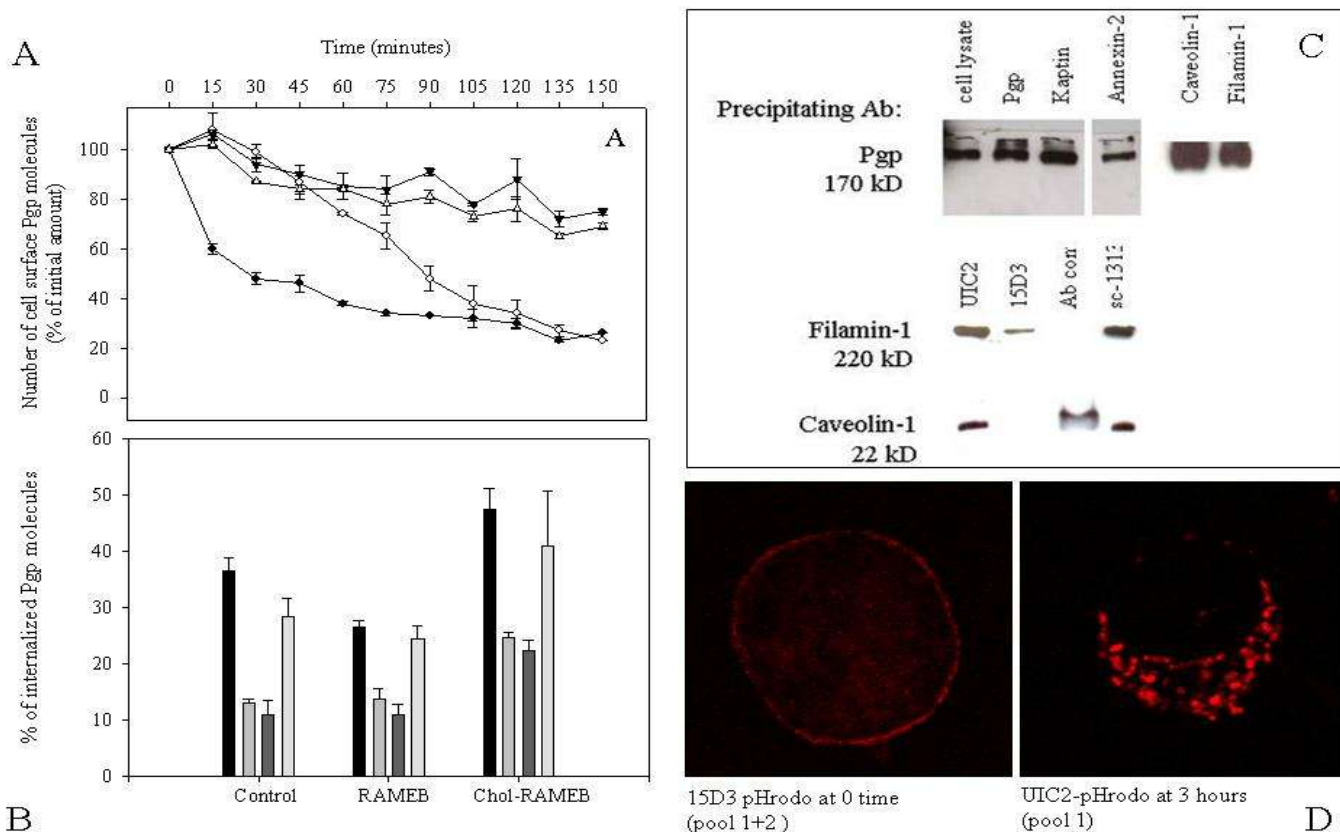 A
Time (minutes)
0 15 30 45 60 75 90 105 120 135 150
A
Number of cell surface Pgp molecules
(% of initial amount)
100
80
60
40
20
0
% of internalized Pgp molecules
60
50
40
30
20
10
0
Control RAMEB Chol-RAMEB
B
C
Precipitating Ab:
cell lysate
Pgp
Kaptin
Annexin-2
Caveolin-1
Filamin-1
Pgp
170 kD
UIC2
15D3
Ab con
sc-1313
Filamin-1
220 kD
Caveolin-1
22 kD
15D3 pHrodo at 0 time
(pool 1+2 )
UIC2-pHrodo at 3 hours
(pool 1)
D